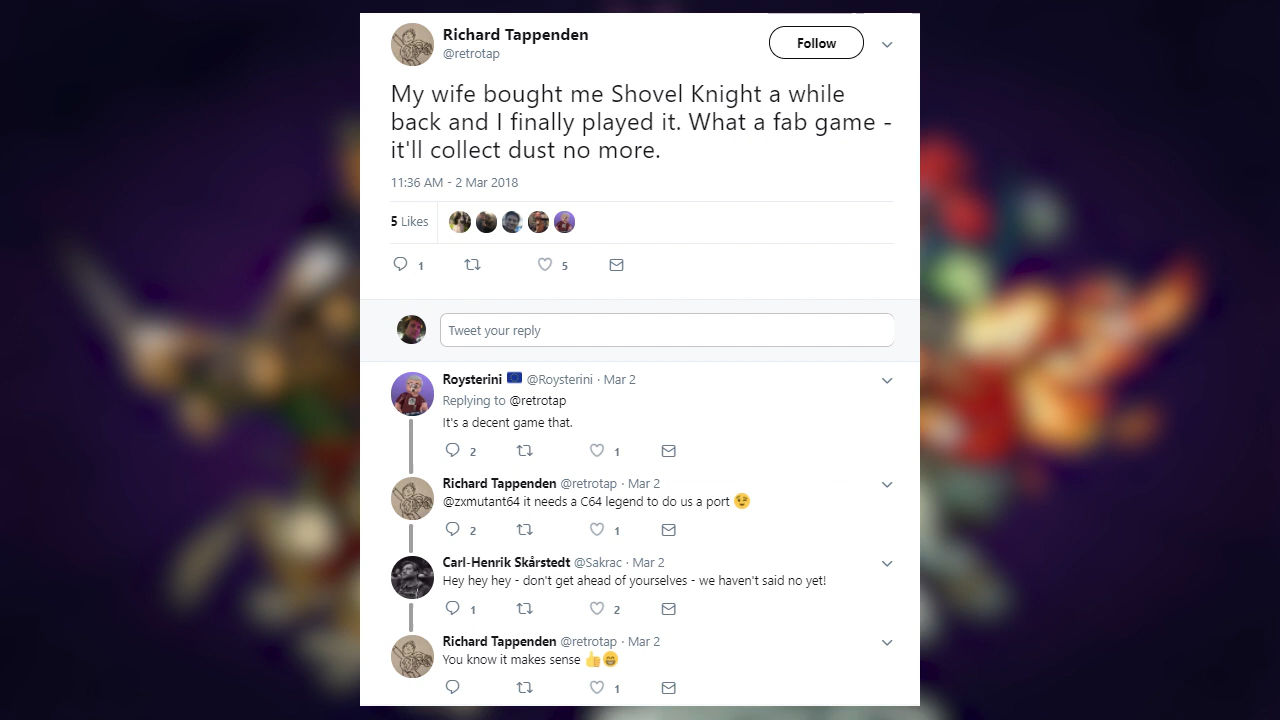 Richard Tappenden
@retrotap
Follow
My wife bought me Shovel Knight a while
back and I finally played it. What a fab game -
it'll collect dust no more.
11:36 AM - 2 Mar 2018
5 Likes
1
5
Tweet your reply
Roysterini 🇪🇺 @Roysterini · Mar 2
Replying to @retrotap
It's a decent game that.
2 1
Richard Tappenden @retrotap · Mar 2
@zxmutant64 it needs a C64 legend to do us a port 😉
2 1
Carl-Henrik Skårstedt @Sakrac · Mar 2
Hey hey hey - don't get ahead of yourselves - we haven't said no yet!
1 2
Richard Tappenden @retrotap · Mar 2
You know it makes sense 👍😁
1